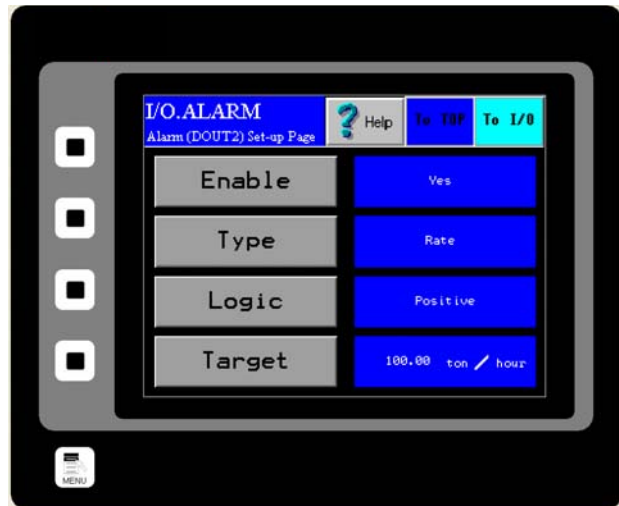 I/O.ALARM
Alarm (DOUT2) Set-up Page
? Help
To TOP
To I/O
Enable
Yes
Type
Rate
Logic
Positive
Target
100.00 ton / hour
MENU